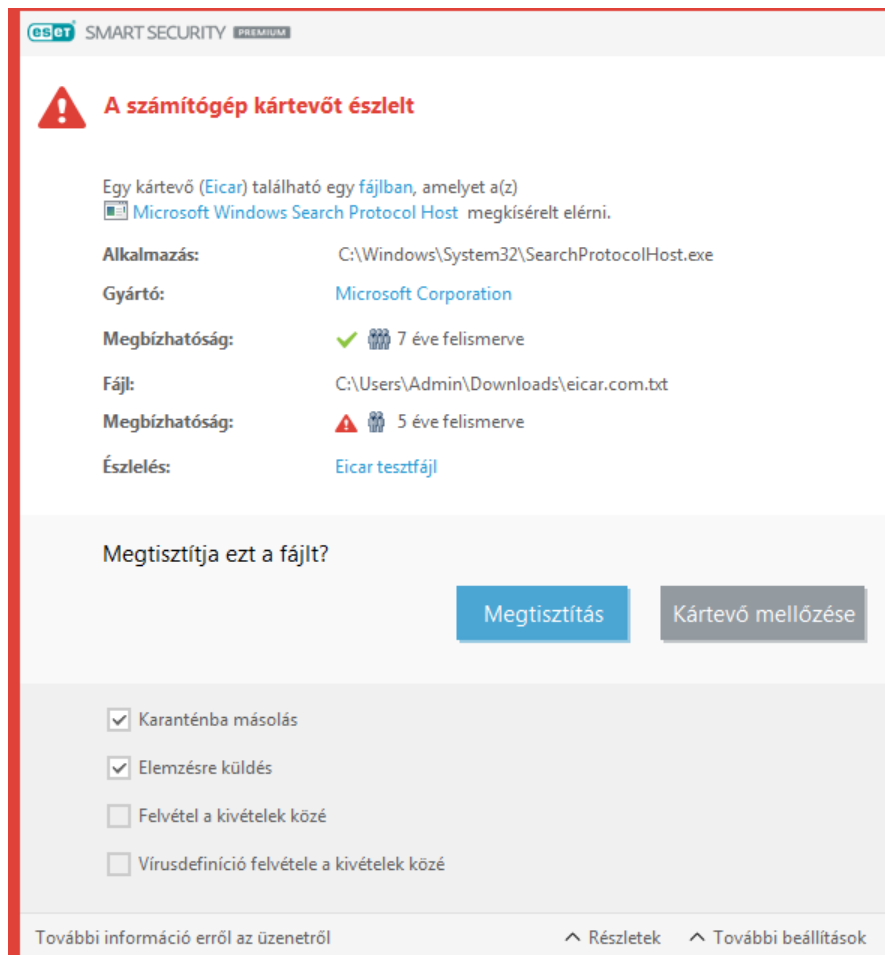 eset SMART SECURITY PREMIUM
A számítógép kártevőt észlelt
Egy kártevő (Eicar) található egy fájlban, amelyet a(z)
Microsoft Windows Search Protocol Host megkísérelt elérni.
Alkalmazás: C:\Windows\System32\SearchProtocolHost.exe
Gyártó: Microsoft Corporation
Megbízhatóság: 7 éve felismerve
Fájl: C:\Users\Admin\Downloads\eicar.com.txt
Megbízhatóság: 5 éve felismerve
Észlelés: Eicar tesztfájl
Megtisztítja ezt a fájlt?
Megtisztítás Kártevő mellőzése
Karanténba másolás
Elemzésre küldés
Felvétel a kivételek közé
Vírusdefiníció felvétele a kivételek közé
További információ erről az üzenetről Részletek További beállítások